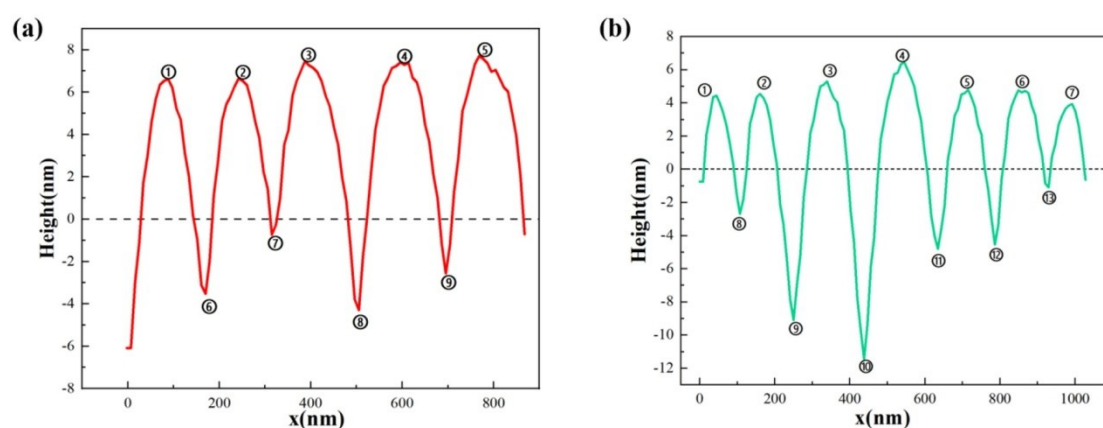 (a)
8
6
4
2
0
-2
-4
-6
-8
Height(nm)
0 200 400 600 800
x(nm)
① ② ③ ④ ⑤
⑥ ⑦ ⑧ ⑨
(b)
8
6
4
2
0
-2
-4
-6
-8
-10
-12
Height(nm)
0 200 400 600 800 1000
x(nm)
① ② ③ ④ ⑤ ⑥ ⑦
⑧ ⑨ ⑩ ⑪ ⑫ ⑬